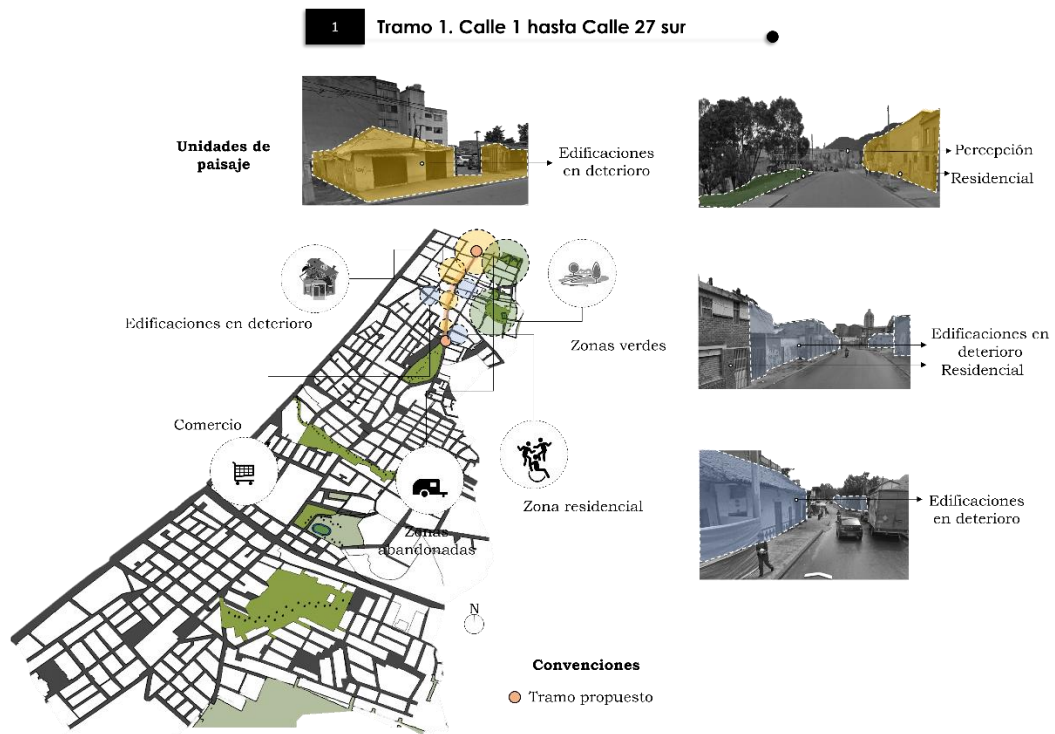 1
Tramo 1. Calle 1 hasta Calle 27 sur
Unidades de
paisaje
Edificaciones
en deterioro
Percepción
Residencial
Edificaciones en deterioro
Zonas verdes
Edificaciones en
deterioro
Residencial
Comercio
Zonas
abandonadas
Zona residencial
Edificaciones
en deterioro
N
Convenciones
Tramo propuesto